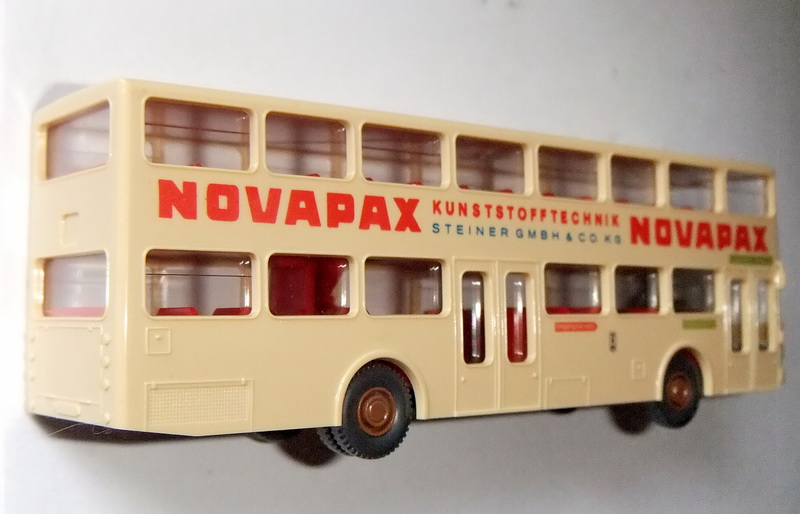 NOVAPAX
KUNSTSTOFFTECHNIK
STEINER GMBH & CO. KG
NOVAPAX